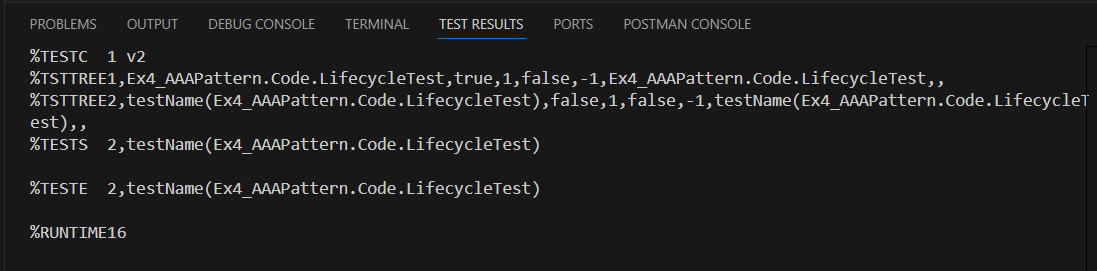 PROBLEMS OUTPUT DEBUG CONSOLE TERMINAL TEST RESULTS PORTS POSTMAN CONSOLE
%TESTC  1 v2
%TSTTREE1,Ex4_AAAPattern.Code.LifecycleTest,true,1,false,-1,Ex4_AAAPattern.Code.LifecycleTest,,
%TSTTREE2,testName(Ex4_AAAPattern.Code.LifecycleTest),false,1,false,-1,testName(Ex4_AAAPattern.Code.LifecycleT
est),,
%TESTS  2,testName(Ex4_AAAPattern.Code.LifecycleTest)
%TESTE  2,testName(Ex4_AAAPattern.Code.LifecycleTest)
%RUNTIME16